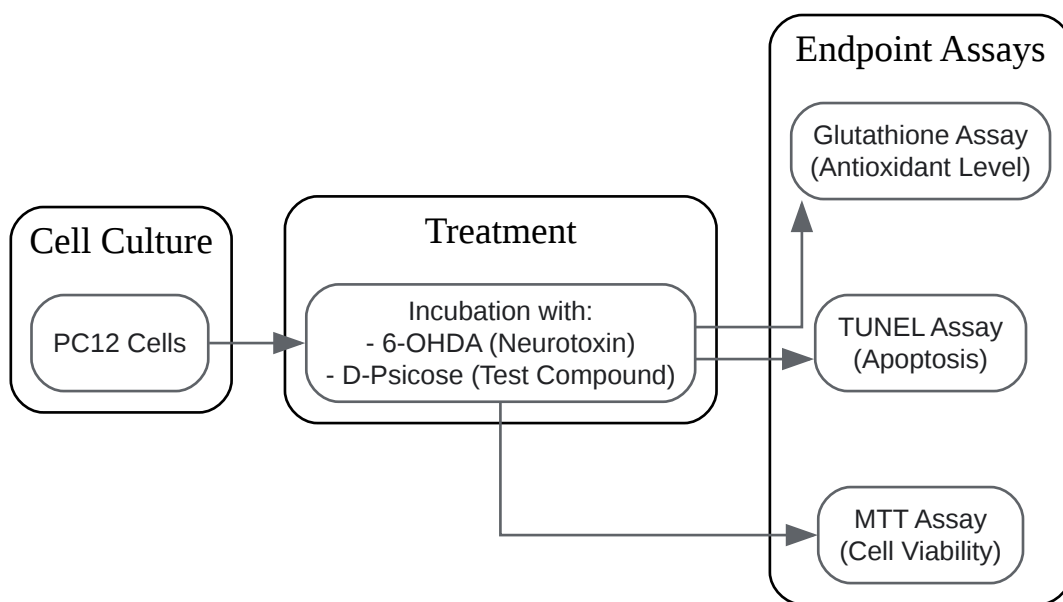 Cell Culture
PC12 Cells
Treatment
Incubation with:
- 6-OHDA (Neurotoxin)
- D-Psicose (Test Compound)
Endpoint Assays
Glutathione Assay
(Antioxidant Level)
TUNEL Assay
(Apoptosis)
MTT Assay
(Cell Viability)